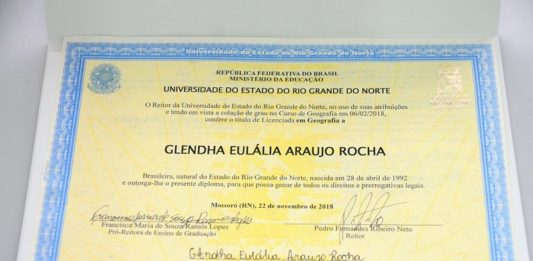 Universidade do Estado do Rio Grande do Norte
REPÚBLICA FEDERATIVA DO BRASIL
MINISTÉRIO DA EDUCAÇÃO
UNIVERSIDADE DO ESTADO DO RIO GRANDE DO NORTE
O Reitor da Universidade do Estado do Rio Grande do Norte, no uso de suas atribuições
e tendo em vista a colação de grau no Curso de Geografia em 06/02/2018,
confere o título de Licenciada em Geografia a
GLENDHA EULÁLIA ARAUJO ROCHA
Brasileira, natural do Estado do Rio Grande do Norte, nascida em 28 de abril de 1992
e outorga-lhe o presente diploma, para que possa gozar de todos os direitos e prerrogativas legais.
Mossoró (RN), 22 de novembro de 2018
Francisca Maria de Souza Ramos Lopes
Francisca Maria de Souza Ramos Lopes
Pró-Reitora de Ensino de Graduação
Pedro Fernandes Ribeiro Neto
Reitor
Glendha Eulália Araujo Rocha